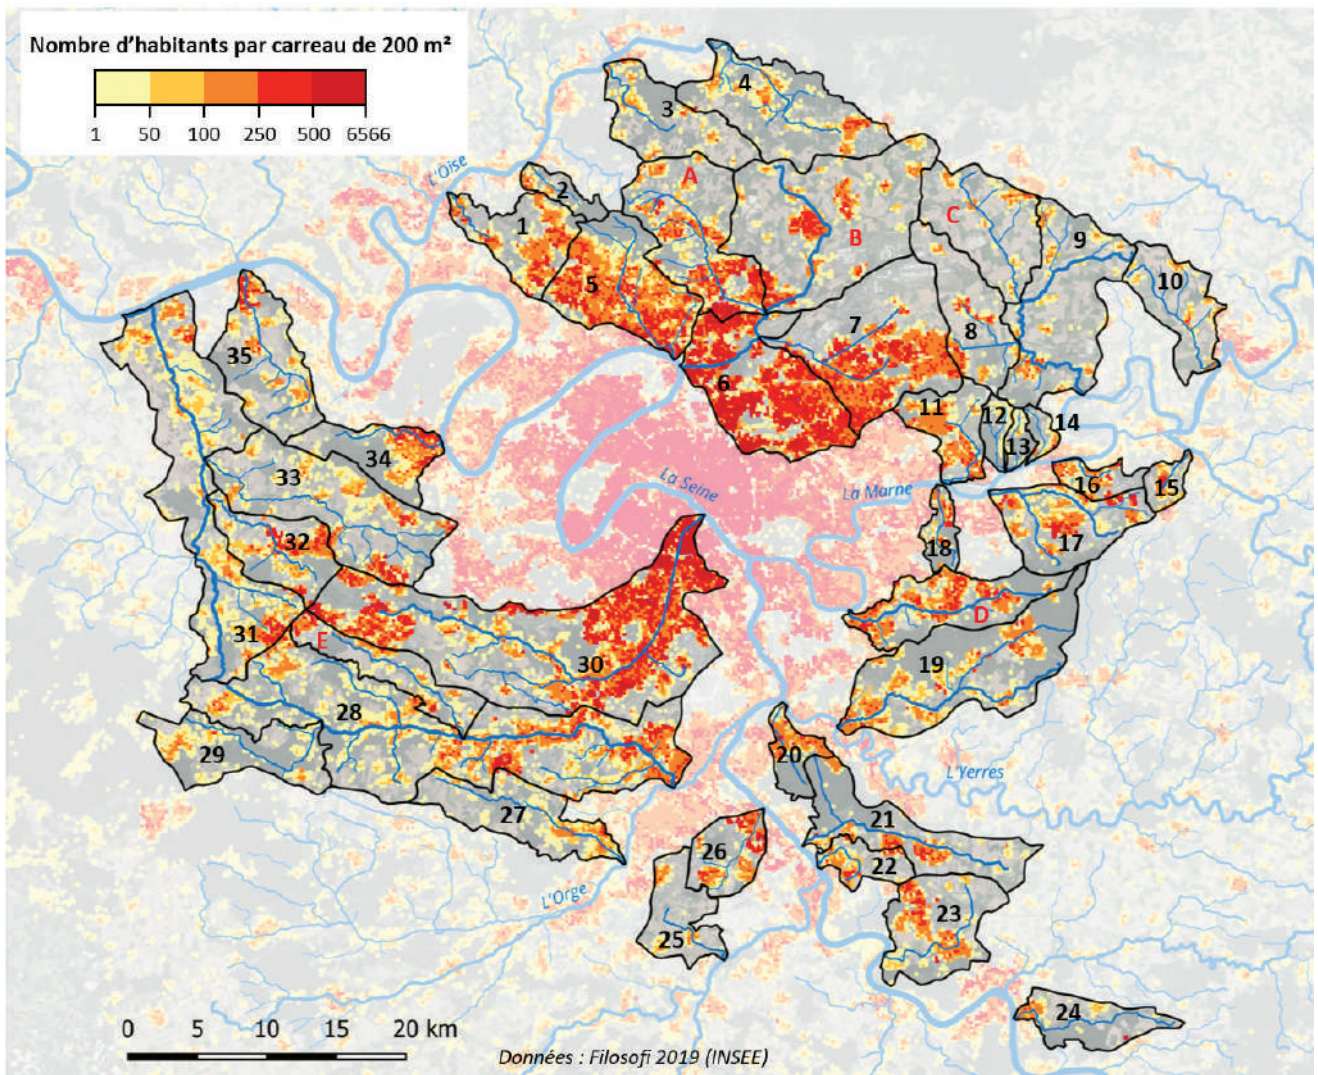 Nombre d'habitants par carreau de 200 m²
1 50 100 250 500 6566
4
3
L'Oise
A
2
C
1
B
9
10
5
7
8
35
6
11
12
14
13
34
33
La Seine
La Marne
16
15
32
17
18
D
31
E
30
19
28
29
20
L'Yerres
27
21
26
22
L'Orge
23
25
24
0 5 10 15 20 km
Données : Filosofi 2019 (INSEE)